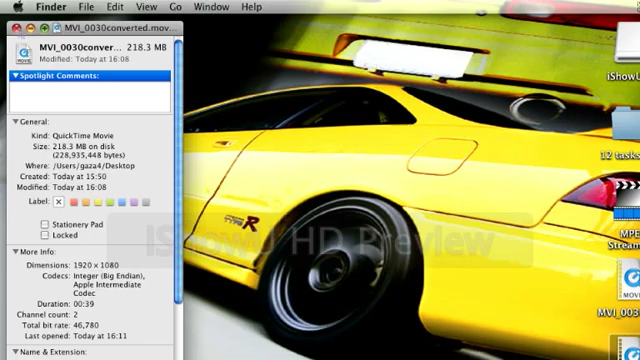 Finder File Edit View Go Window Help
MVI_0030converted.mov...
MVI_0030conver... 218.3 MB
Modified: Today at 16:08
Spotlight Comments:
General:
Kind: QuickTime Movie
Size: 218.3 MB on disk
(228,935,448 bytes)
Where: /Users/gaza4/Desktop
Created: Today at 15:50
Modified: Today at 16:08
Label:
Stationery Pad
Locked
More Info:
Dimensions: 1920 × 1080
Codecs: Integer (Big Endian),
Apple Intermediate
Codec
Duration: 00:39
Channel count: 2
Total bit rate: 46,780
Last opened: Today at 16:11
Name & Extension:
iShowU HD Preview
TYPE R
iShowU
12 tasks
MPE
Stream
MOVIE
MVI_003